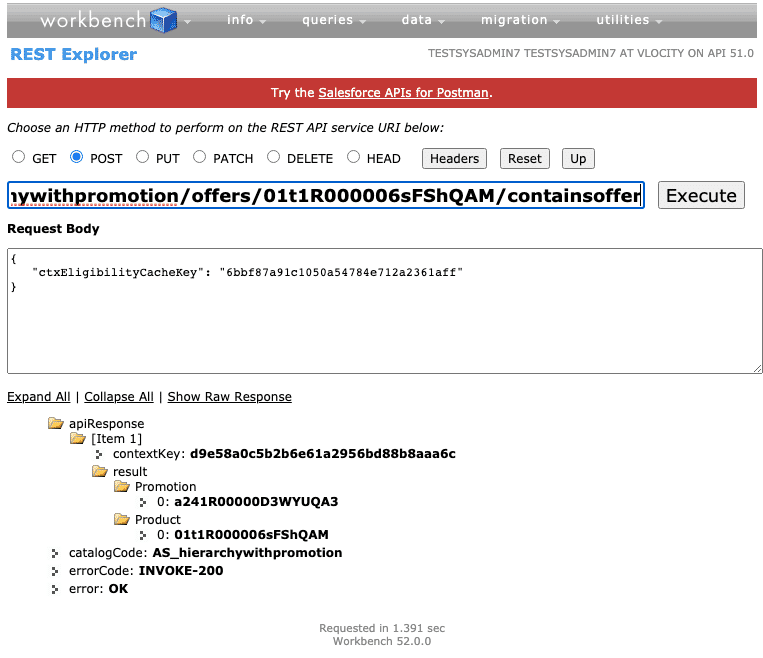 workbench info queries data migration utilities
REST Explorer
TESTSYSADMIN7 TESTSYSADMIN7 AT VLOCITY ON API 51.0
Try the Salesforce APIs for Postman.
Choose an HTTP method to perform on the REST API service URI below:
GET POST PUT PATCH DELETE HEAD Headers Reset Up
hywithpromotion/offers/01t1R000006sFShQAM/containsoffer Execute
Request Body
{
"ctxEligibilityCacheKey": "6bbf87a91c1050a54784e712a2361aff"
}
Expand All | Collapse All | Show Raw Response
apiResponse
[Item 1]
contextKey: d9e58a0c5b2b6e61a2956bd88b8aaa6c
result
Promotion
0: a241R00000D3WYUQA3
Product
0: 01t1R000006sFShQAM
catalogCode: AS_hierarchywithpromotion
errorCode: INVOKE-200
error: OK
Requested in 1.391 sec
Workbench 52.0.0